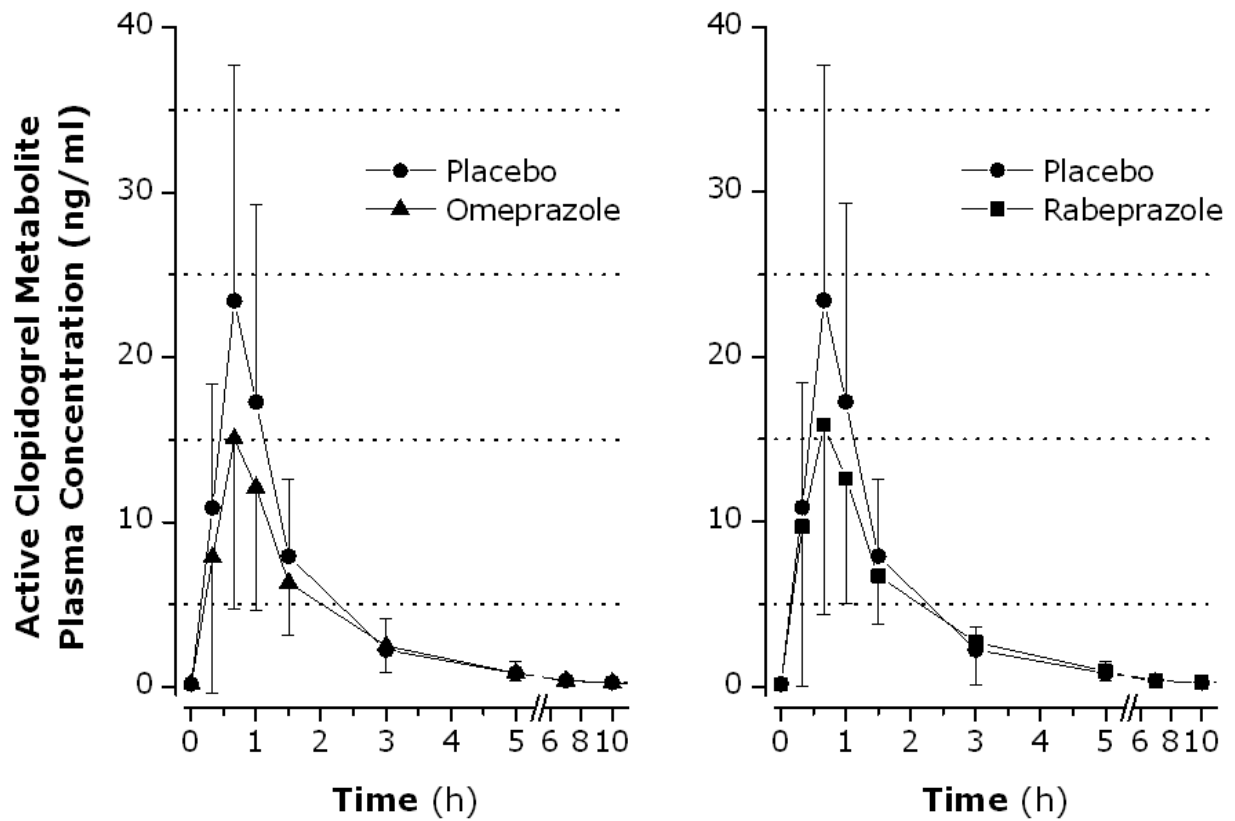 Active Clopidogrel Metabolite
Plasma Concentration (ng/ml)
40
30
20
10
0
Placebo
Omeprazole
0 1 2 3 4 5 6 8 10
Time (h)
40
30
20
10
0
Placebo
Rabeprazole
0 1 2 3 4 5 6 8 10
Time (h)